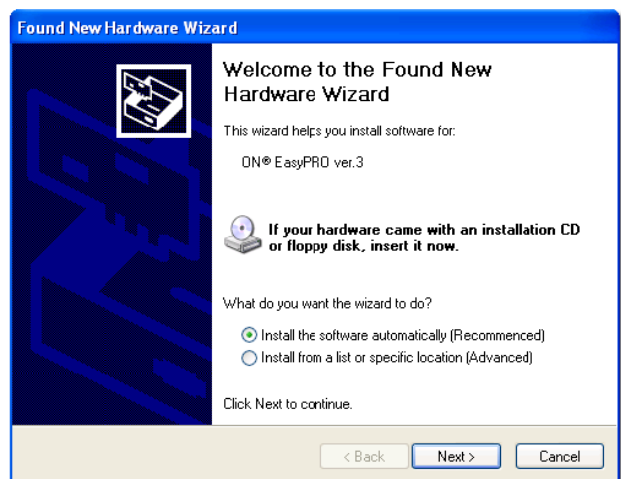 Found New Hardware Wizard
Welcome to the Found New
Hardware Wizard
This wizard helps you install software for:
ON® EasyPRO ver.3
If your hardware came with an installation CD
or floppy disk, insert it now.
What do you want the wizard to do?
Install the software automatically (Recommenced)
Install from a list or specific location (Advanced)
Click Next to continue.
< Back
Next >
Cancel